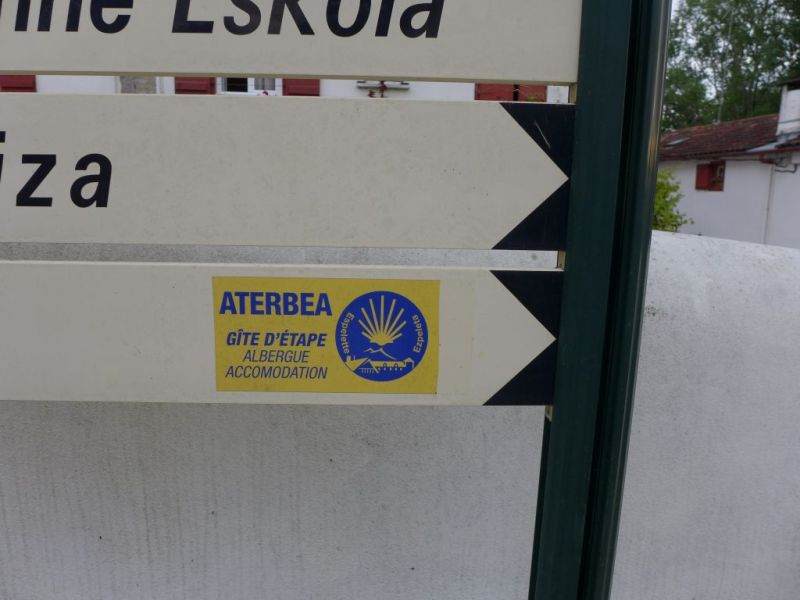 Eskola
iza
ATERBEA
GÎTE D'ÉTAPE
ALBERGUE
ACCOMODATION
Espelette
Ezpeleta